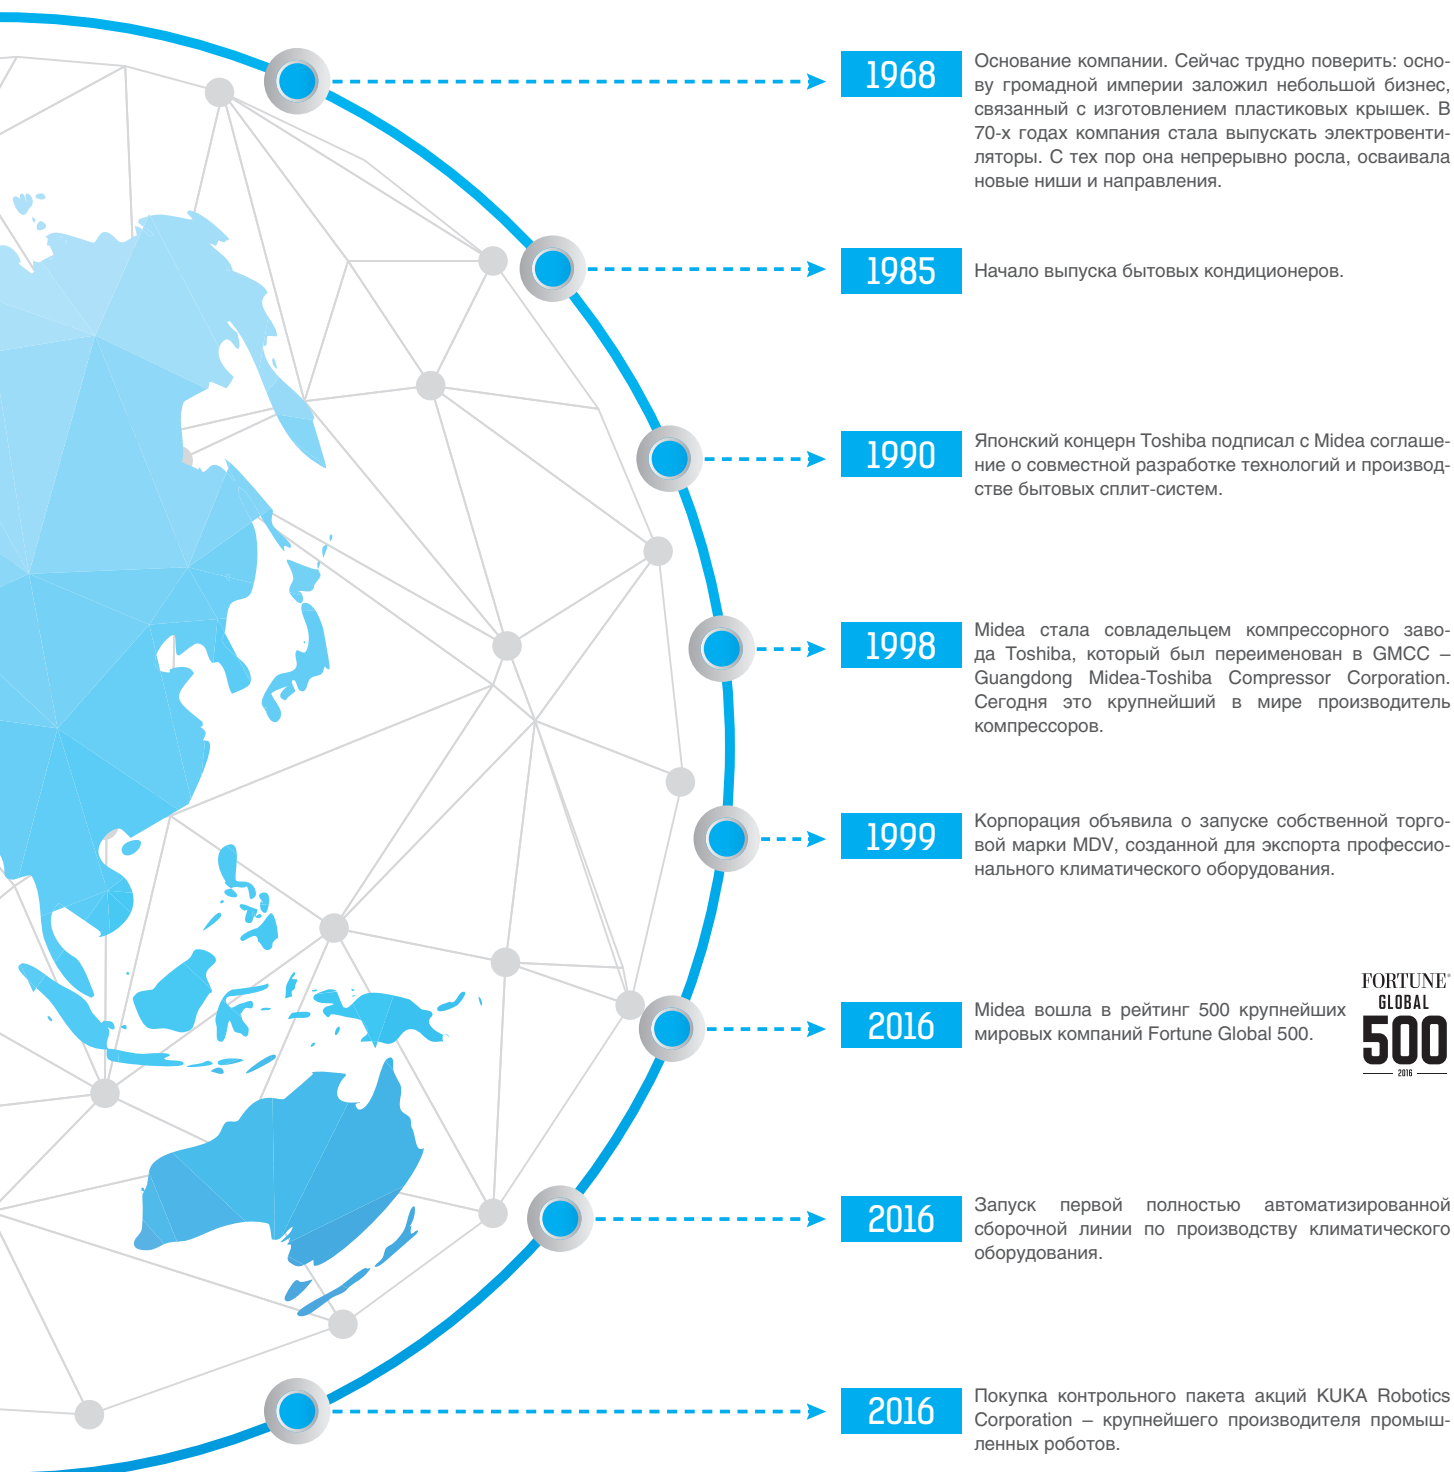 1968
Основание компании. Сейчас трудно поверить: осно-
ву громадной империи заложил небольшой бизнес,
связанный с изготовлением пластиковых крышек. В
70-х годах компания стала выпускать электровенти-
ляторы. С тех пор она непрерывно росла, осваивала
новые ниши и направления.
1985
Начало выпуска бытовых кондиционеров.
1990
Японский концерн Toshiba подписал с Midea соглаше-
ние о совместной разработке технологий и производ-
стве бытовых сплит-систем.
1998
Midea стала совладельцем компрессорного заво-
да Toshiba, который был переименован в GMCC –
Guangdong Midea-Toshiba Compressor Corporation.
Сегодня это крупнейший в мире производитель
компрессоров.
1999
Корпорация объявила о запуске собственной торго-
вой марки MDV, созданной для экспорта профессио-
нального климатического оборудования.
2016
Midea вошла в рейтинг 500 крупнейших
мировых компаний Fortune Global 500.
FORTUNE®
GLOBAL
500
2016
2016
Запуск первой полностью автоматизированной
сборочной линии по производству климатического
оборудования.
2016
Покупка контрольного пакета акций KUKA Robotics
Corporation – крупнейшего производителя промыш-
ленных роботов.